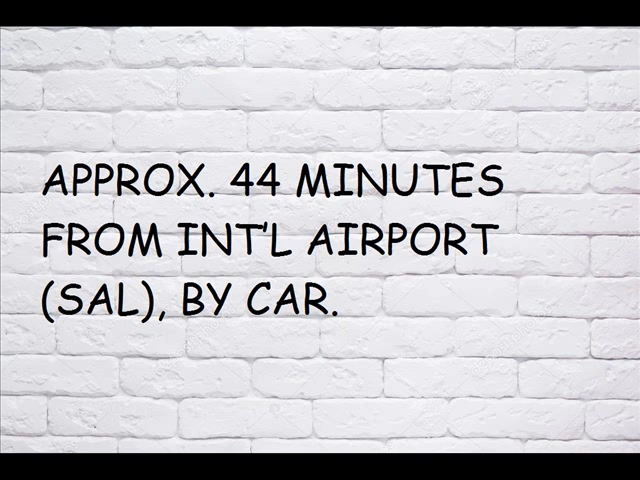 APPROX. 44 MINUTES
FROM INT'L AIRPORT
(SAL), BY CAR.